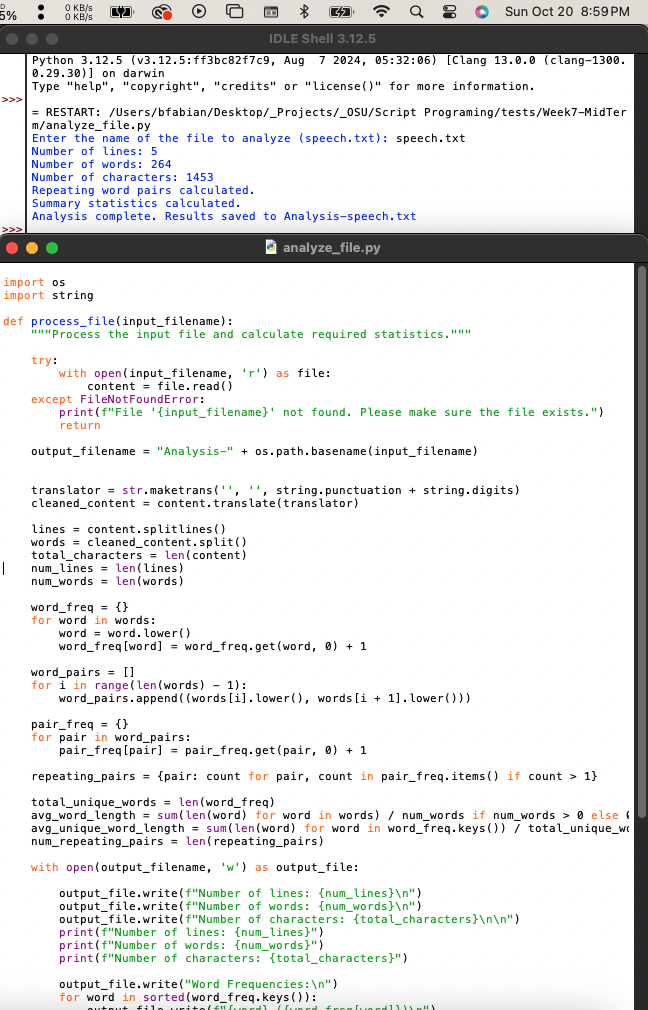 5%
0 KB/s
0 KB/s
Sun Oct 20 8:59 PM
IDLE Shell 3.12.5
Python 3.12.5 (v3.12.5:ff3bc82f7c9, Aug  7 2024, 05:32:06) [Clang 13.0.0 (clang-1300.
0.29.30)] on darwin
Type "help", "copyright", "credits" or "license()" for more information.
>>>
= RESTART: /Users/bfabian/Desktop/_Projects/_OSU/Script Programing/tests/Week7-MidTer
m/analyze_file.py
Enter the name of the file to analyze (speech.txt): speech.txt
Number of lines: 5
Number of words: 264
Number of characters: 1453
Repeating word pairs calculated.
Summary statistics calculated.
Analysis complete. Results saved to Analysis-speech.txt
>>>
analyze_file.py
import os
import string
def process_file(input_filename):
    """Process the input file and calculate required statistics."""
    try:
        with open(input_filename, 'r') as file:
            content = file.read()
    except FileNotFoundError:
        print(f"File '{input_filename}' not found. Please make sure the file exists.")
        return
    output_filename = "Analysis-" + os.path.basename(input_filename)
    translator = str.maketrans('', '', string.punctuation + string.digits)
    cleaned_content = content.translate(translator)
    lines = content.splitlines()
    words = cleaned_content.split()
    total_characters = len(content)
    num_lines = len(lines)
    num_words = len(words)
    word_freq = {}
    for word in words:
        word = word.lower()
        word_freq[word] = word_freq.get(word, 0) + 1
    word_pairs = []
    for i in range(len(words) - 1):
        word_pairs.append((words[i].lower(), words[i + 1].lower()))
    pair_freq = {}
    for pair in word_pairs:
        pair_freq[pair] = pair_freq.get(pair, 0) + 1
    repeating_pairs = {pair: count for pair, count in pair_freq.items() if count > 1}
    total_unique_words = len(word_freq)
    avg_word_length = sum(len(word) for word in words) / num_words if num_words > 0 else
    avg_unique_word_length = sum(len(word) for word in word_freq.keys()) / total_unique_wo
    num_repeating_pairs = len(repeating_pairs)
    with open(output_filename, 'w') as output_file:
        output_file.write(f"Number of lines: {num_lines}\n")
        output_file.write(f"Number of words: {num_words}\n")
        output_file.write(f"Number of characters: {total_characters}\n\n")
        print(f"Number of lines: {num_lines}")
        print(f"Number of words: {num_words}")
        print(f"Number of characters: {total_characters}")
        output_file.write("Word Frequencies:\n")
        for word in sorted(word_freq.keys()):
            output_file.write(f"{word} ({word_freq[word]})\n")